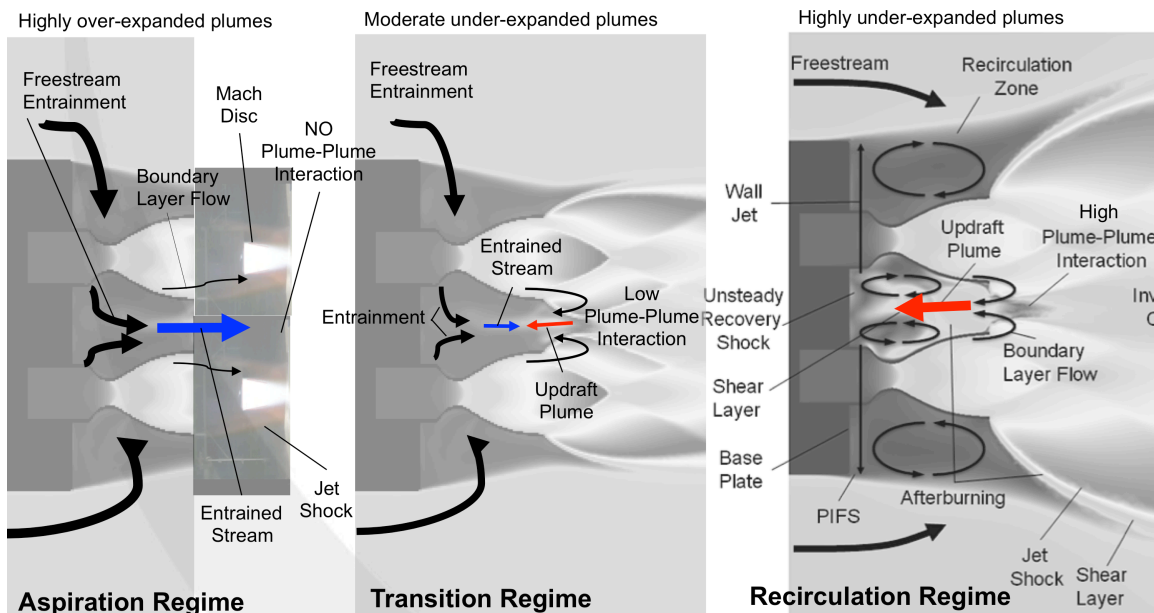 Highly over-expanded plumes
Freestream
Entrainment
Mach
Disc
NO
Plume-Plume
Interaction
Boundary
Layer Flow
Entrained
Stream
Jet
Shock
Aspiration Regime
Moderate under-expanded plumes
Freestream
Entrainment
Entrained
Stream
Entrainment
Low
Plume-Plume
Interaction
Updraft
Plume
Transition Regime
Highly under-expanded plumes
Freestream
Recirculation
Zone
Wall
Jet
Updraft
Plume
High
Plume-Plume
Interaction
Unsteady
Recovery
Shock
Inv
Boundary
Layer Flow
Shear
Layer
Base
Plate
PIFS
Afterburning
Jet
Shock
Shear
Layer
Recirculation Regime